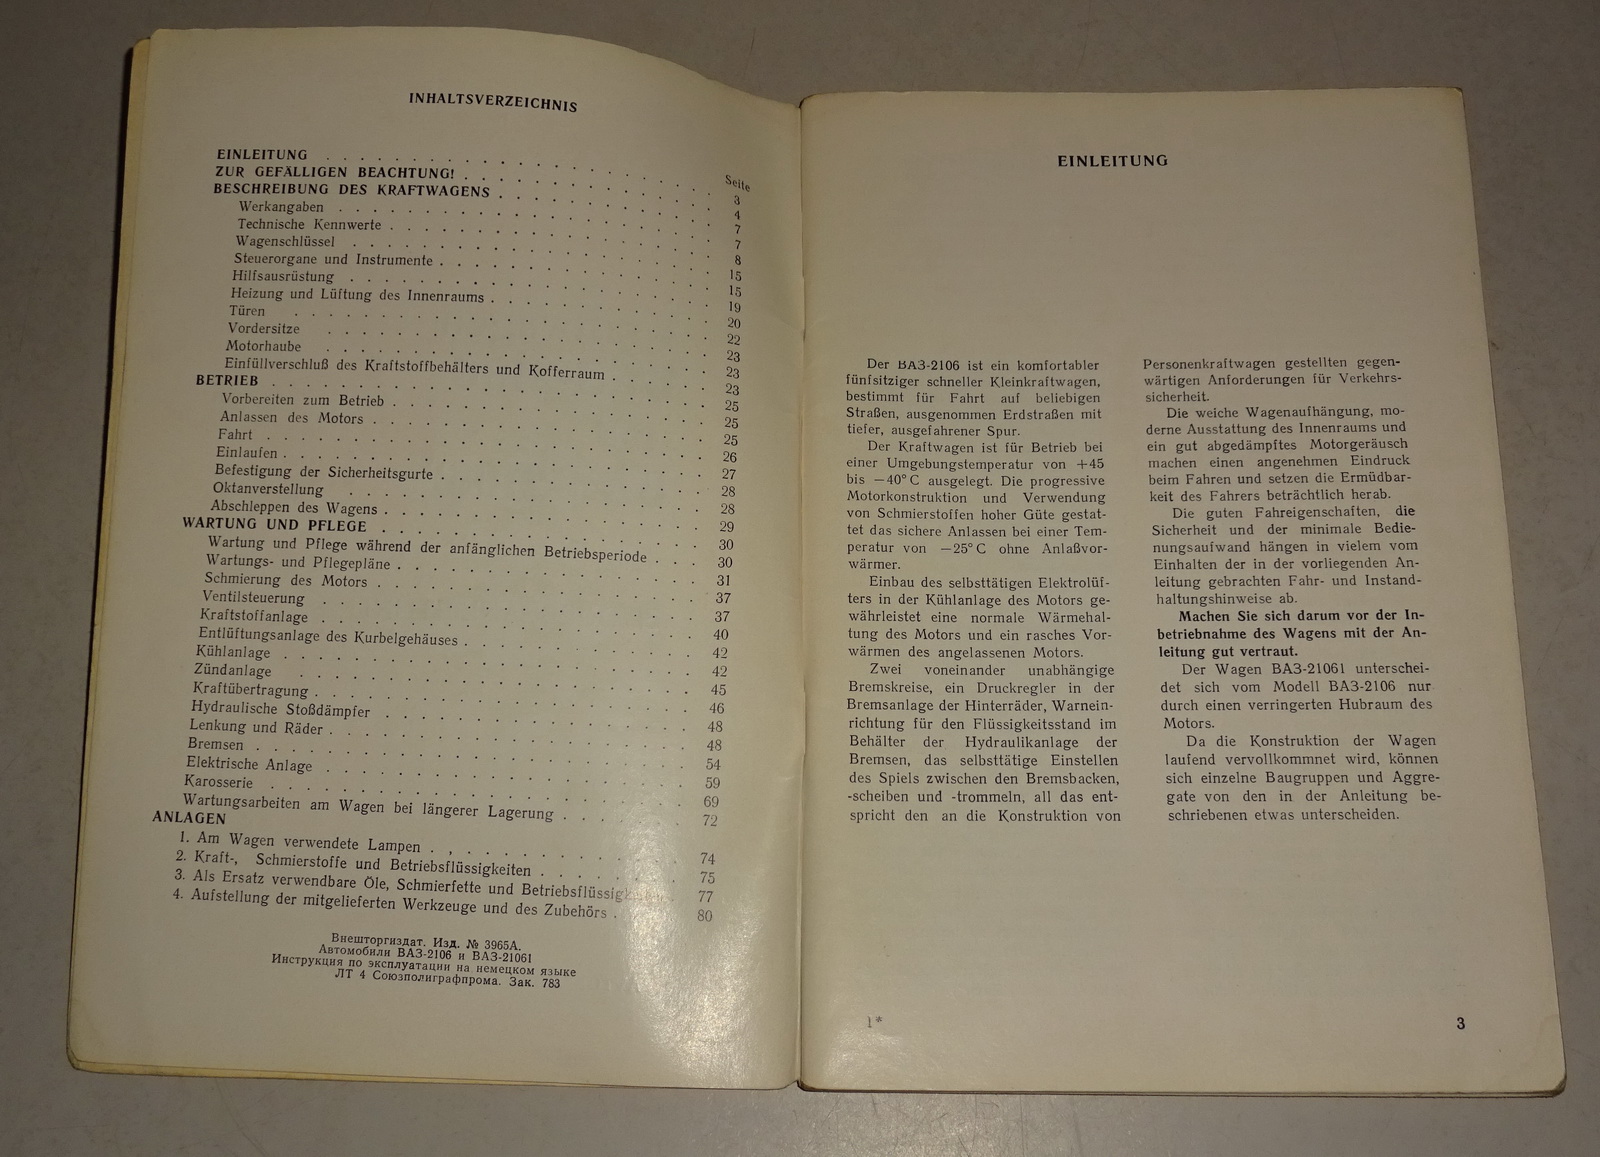 INHALTSVERZEICHNIS
Seite
EINLEITUNG . . . . . . . . . . 3
ZUR GEFÄLLIGEN BEACHTUNG! . . . . . . . . . . 4
BESCHREIBUNG DES KRAFTWAGENS . . . . . . . . . . 7
Werkangaben . . . . . . . . . . 7
Technische Kennwerte . . . . . . . . . . 8
Wagenschlüssel . . . . . . . . . . 15
Steuerorgane und Instrumente . . . . . . . . . . 15
Hilfsausrüstung . . . . . . . . . . 19
Heizung und Lüftung des Innenraums . . . . . . . . . . 20
Türen . . . . . . . . . . 22
Vordersitze . . . . . . . . . . 23
Motorhaube . . . . . . . . . . 23
Einfüllverschluß des Kraftstoffbehälters und Kofferraum . . . . . . 23
BETRIEB . . . . . . . . . . 25
Vorbereiten zum Betrieb . . . . . . . . . . 25
Anlassen des Motors . . . . . . . . . . 25
Fahrt . . . . . . . . . . 26
Einlaufen . . . . . . . . . . 27
Befestigung der Sicherheitsgurte . . . . . . . . . . 28
Oktanverstellung . . . . . . . . . . 28
Abschleppen des Wagens . . . . . . . . . . 29
WARTUNG UND PFLEGE . . . . . . . . . . 30
Wartung und Pflege während der anfänglichen Betriebsperiode . . . 30
Wartungs- und Pflegepläne . . . . . . . . . . 31
Schmierung des Motors . . . . . . . . . . 37
Ventilsteuerung . . . . . . . . . . 37
Kraftstoffanlage . . . . . . . . . . 40
Entlüftungsanlage des Kurbelgehäuses . . . . . . . . . . 42
Kühlanlage . . . . . . . . . . 42
Zündanlage . . . . . . . . . . 45
Kraftübertragung . . . . . . . . . . 46
Hydraulische Stoßdämpfer . . . . . . . . . . 48
Lenkung und Räder . . . . . . . . . . 48
Bremsen . . . . . . . . . . 54
Elektrische Anlage . . . . . . . . . . 59
Karosserie . . . . . . . . . . 69
Wartungsarbeiten am Wagen bei längerer Lagerung . . . . . . 72
ANLAGEN
1. Am Wagen verwendete Lampen . . . . . . . . . . 74
2. Kraft-, Schmierstoffe und Betriebsflüssigkeiten . . . . . . 75
3. Als Ersatz verwendbare Öle, Schmierfette und Betriebsflüssigkeiten . 77
4. Aufstellung der mitgelieferten Werkzeuge und des Zubehörs . 80
Внешторгиздат. Изд. № 3965А.
Автомобили ВАЗ-2106 и ВАЗ-21061
Инструкция по эксплуатации на немецком языке
ЛТ 4 Союзполиграфпрома. Зак. 783
EINLEITUNG
Der ВАЗ-2106 ist ein komfortabler
fünfsitziger schneller Kleinkraftwagen,
bestimmt für Fahrt auf beliebigen
Straßen, ausgenommen Erdstraßen mit
tiefer, ausgefahrener Spur.
Der Kraftwagen ist für Betrieb bei
einer Umgebungstemperatur von +45
bis —40° C ausgelegt. Die progressive
Motorkonstruktion und Verwendung
von Schmierstoffen hoher Güte gestat-
tet das sichere Anlassen bei einer Tem-
peratur von —25° C ohne Anlaßvor-
wärmer.
Einbau des selbsttätigen Elektrolüf-
ters in der Kühlanlage des Motors ge-
währleistet eine normale Wärmehal-
tung des Motors und ein rasches Vor-
wärmen des angelassenen Motors.
Zwei voneinander unabhängige
Bremskreise, ein Druckregler in der
Bremsanlage der Hinterräder, Warnein-
richtung für den Flüssigkeitsstand im
Behälter der Hydraulikanlage der
Bremsen, das selbsttätige Einstellen
des Spiels zwischen den Bremsbacken,
-scheiben und -trommeln, all das ent-
spricht den an die Konstruktion von
Personenkraftwagen gestellten gegen-
wärtigen Anforderungen für Verkehrs-
sicherheit.
Die weiche Wagenaufhängung, mo-
derne Ausstattung des Innenraums und
ein gut abgedämpftes Motorgeräusch
machen einen angenehmen Eindruck
beim Fahren und setzen die Ermüdbar-
keit des Fahrers beträchtlich herab.
Die guten Fahreigenschaften, die
Sicherheit und der minimale Bedie-
nungsaufwand hängen in vielem vom
Einhalten der in der vorliegenden An-
leitung gebrachten Fahr- und Instand-
haltungshinweise ab.
Machen Sie sich darum vor der In-
betriebnahme des Wagens mit der An-
leitung gut vertraut.
Der Wagen ВАЗ-21061 unterschei-
det sich vom Modell ВАЗ-2106 nur
durch einen verringerten Hubraum des
Motors.
Da die Konstruktion der Wagen
laufend vervollkommnet wird, können
sich einzelne Baugruppen und Aggre-
gate von den in der Anleitung be-
schriebenen etwas unterscheiden.
1*
3